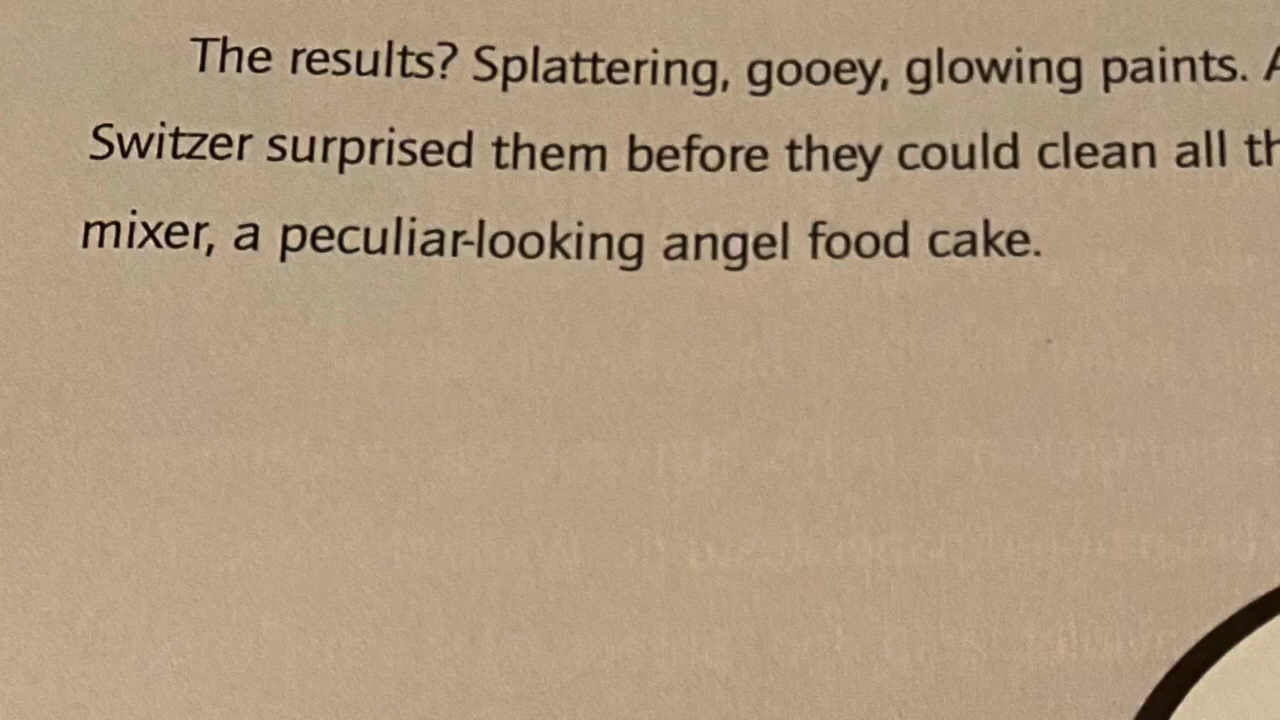 The results? Splattering, gooey, glowing paints.
Switzer surprised them before they could clean all
mixer, a peculiar-looking angel food cake.